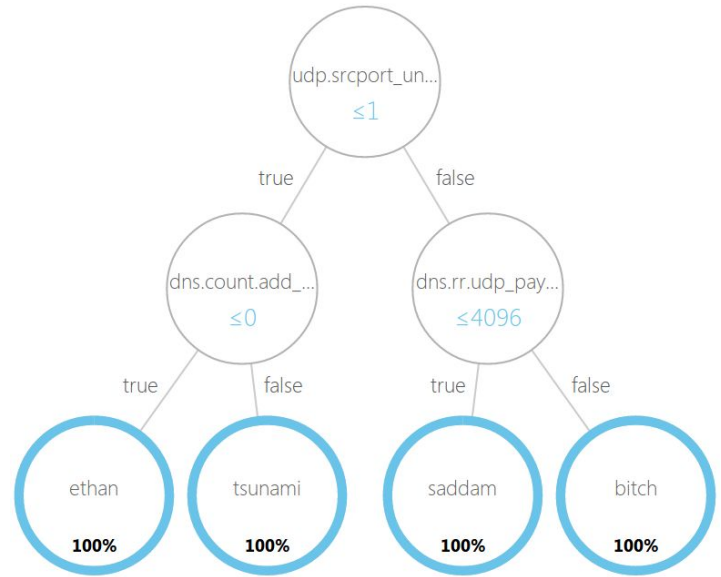 udp.srcport_un...
≤1
true
false
dns.count.add_...
≤0
dns.rr.udp_pay...
≤4096
true
false
true
false
ethan
100%
tsunami
100%
saddam
100%
bitch
100%